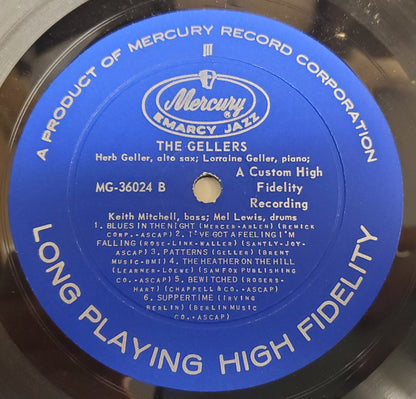 A PRODUCT OF MERCURY RECORD CORPORATION
III
Mercury
®
EMARCY JAZZ
THE GELLERS
Herb Geller, alto sax; Lorraine Geller, piano;
MG-36024 B
A Custom High
Fidelity
Recording
Keith Mitchell, bass; Mel Lewis, drums
1. BLUES IN THE NIGHT (MERCER-ARLEN) (REMICK
CORP.-ASCAP) 2. I'VE GOT A FEELING I'M
FALLING (ROSE-LINK-WALLER) (SANTLY-JOY-
ASCAP) 3. PATTERNS (GELLER) (BRENT
MUSIC-BMI) 4. THE HEATHER ON THE HILL
(LEARNER-LOEWE) (SAM FOX PUBLISHING
CO.-ASCAP) 5. BEWITCHED (RODGERS-
HART) (CHAPPELL & CO.-ASCAP)
6. SUPPERTIME (IRVING
BERLIN) (BERLIN MUSIC
CO.-ASCAP)
LONG PLAYING HIGH FIDELITY